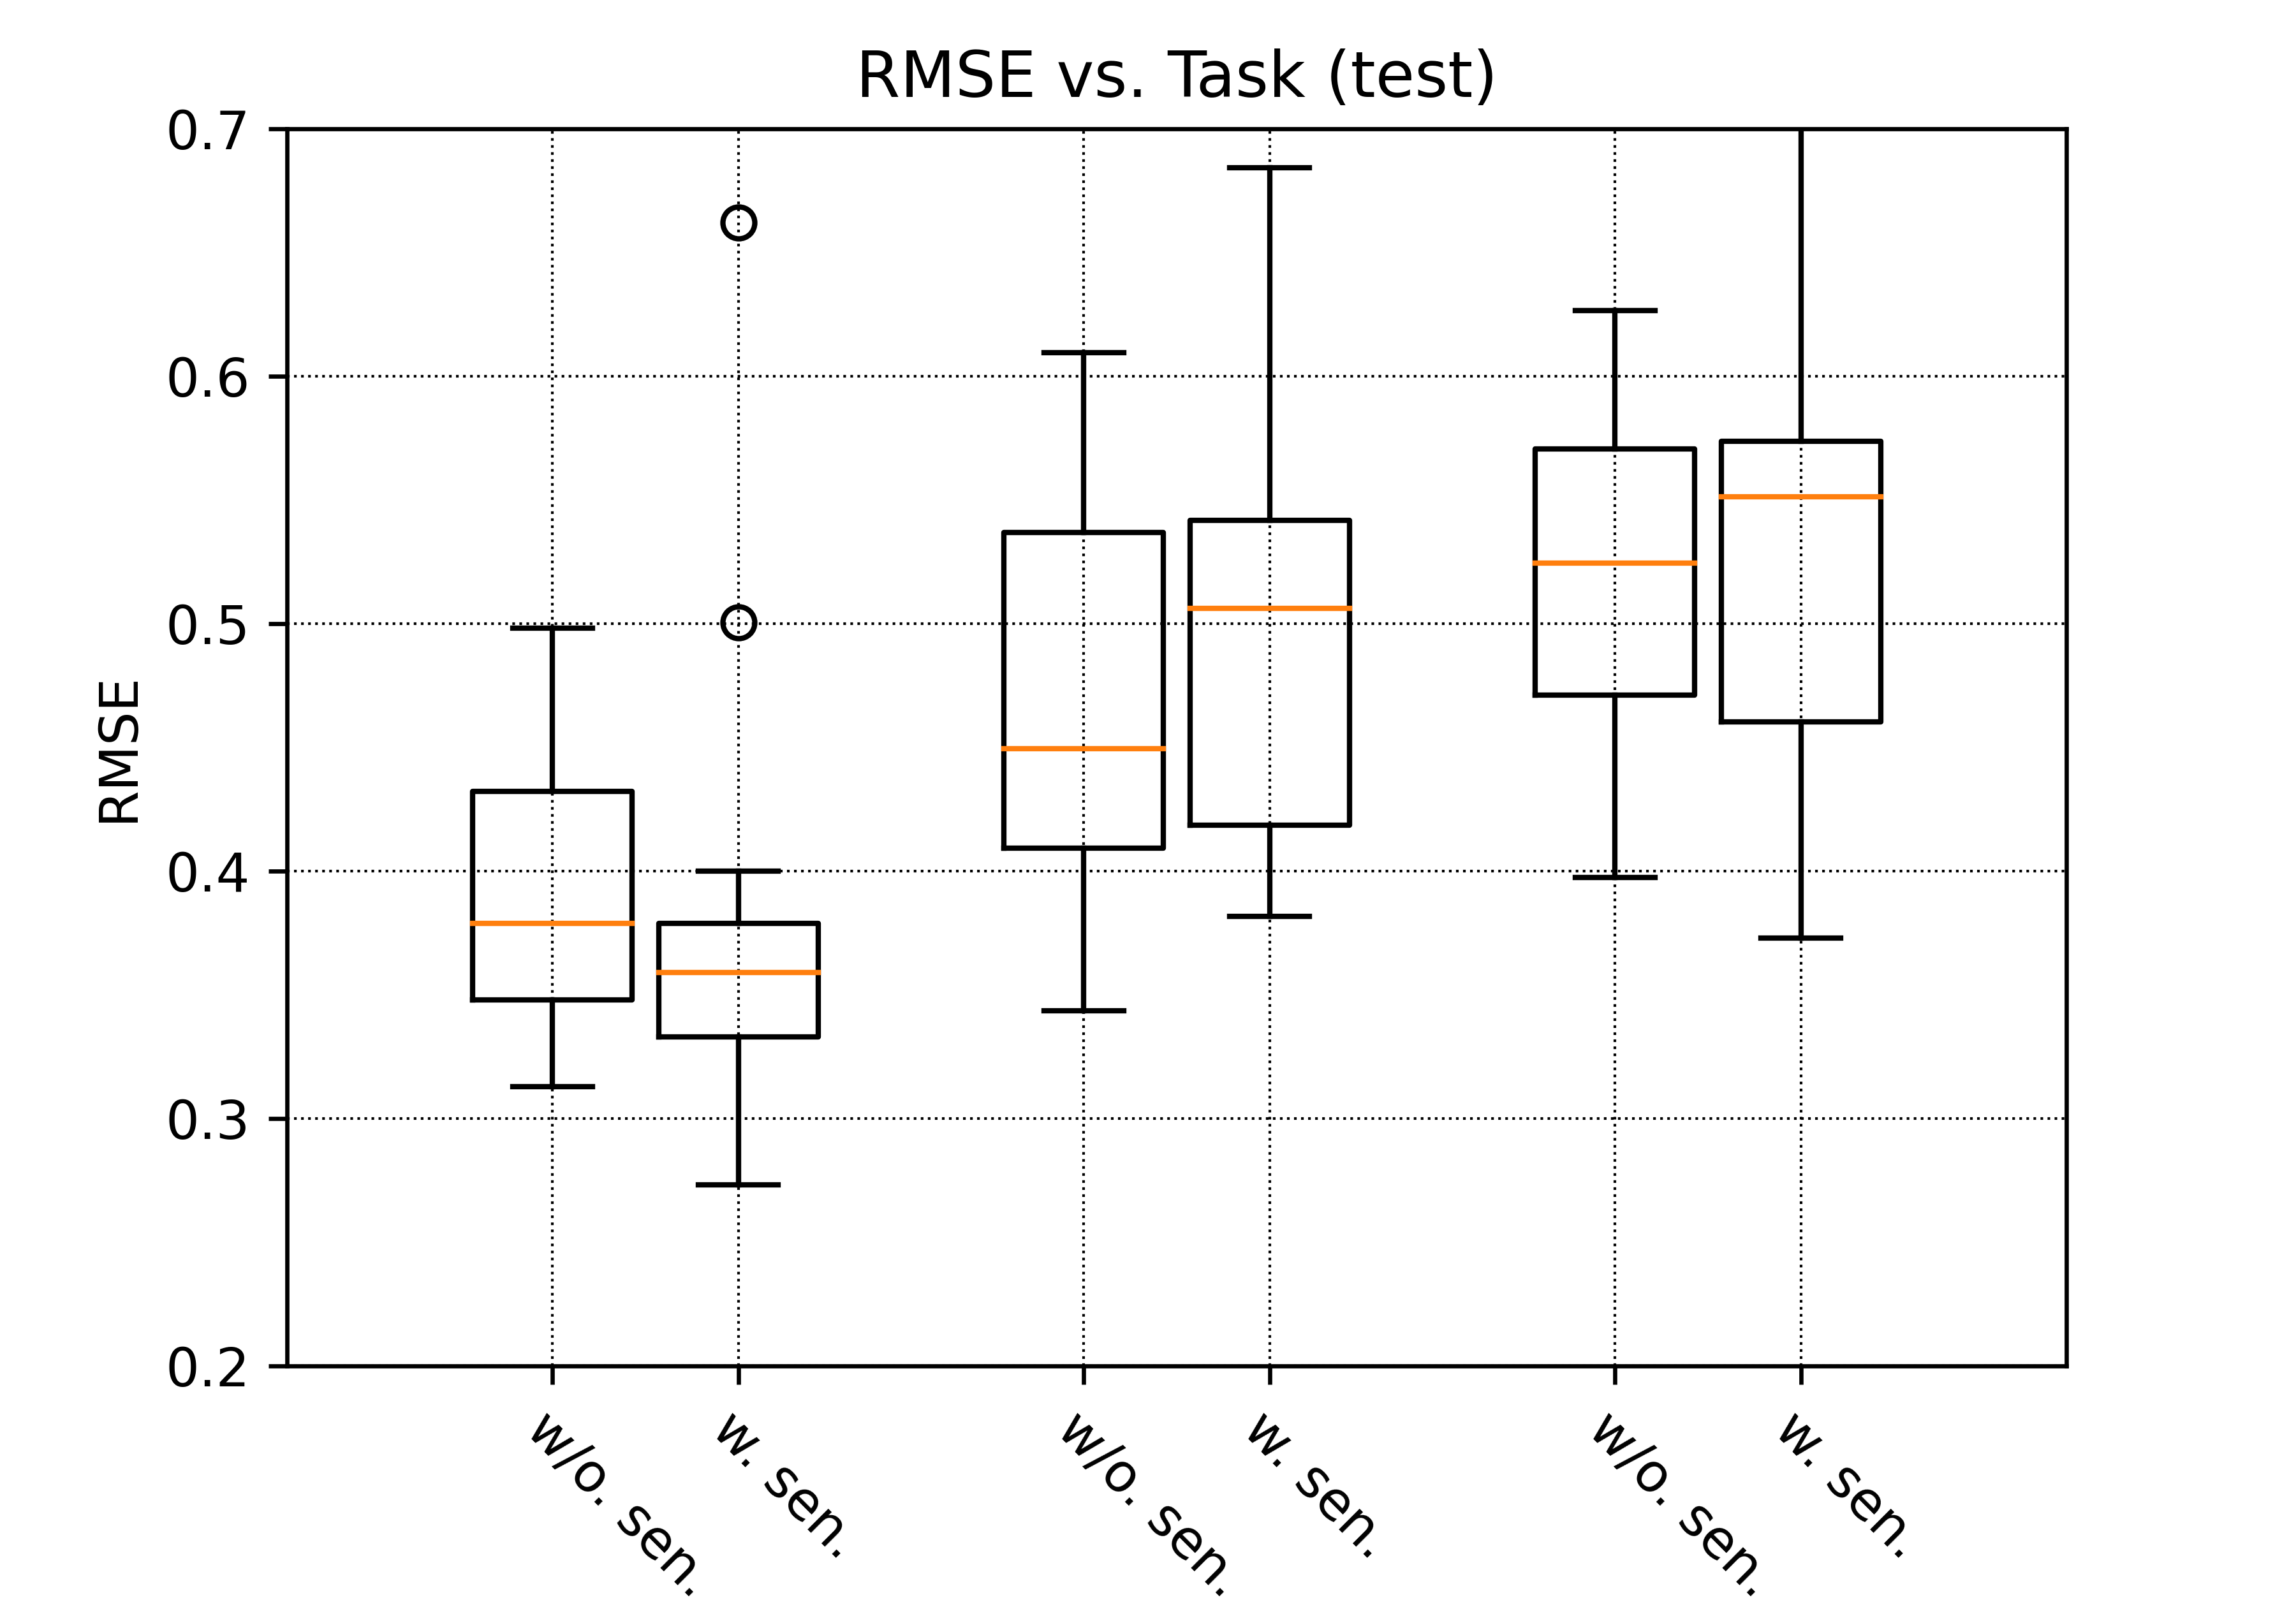 RMSE vs. Task (test)
0.7
0.6
0.5
0.4
0.3
0.2
RMSE
w/o. sen.
w. sen.
w/o. sen.
w. sen.
w/o. sen.
w. sen.